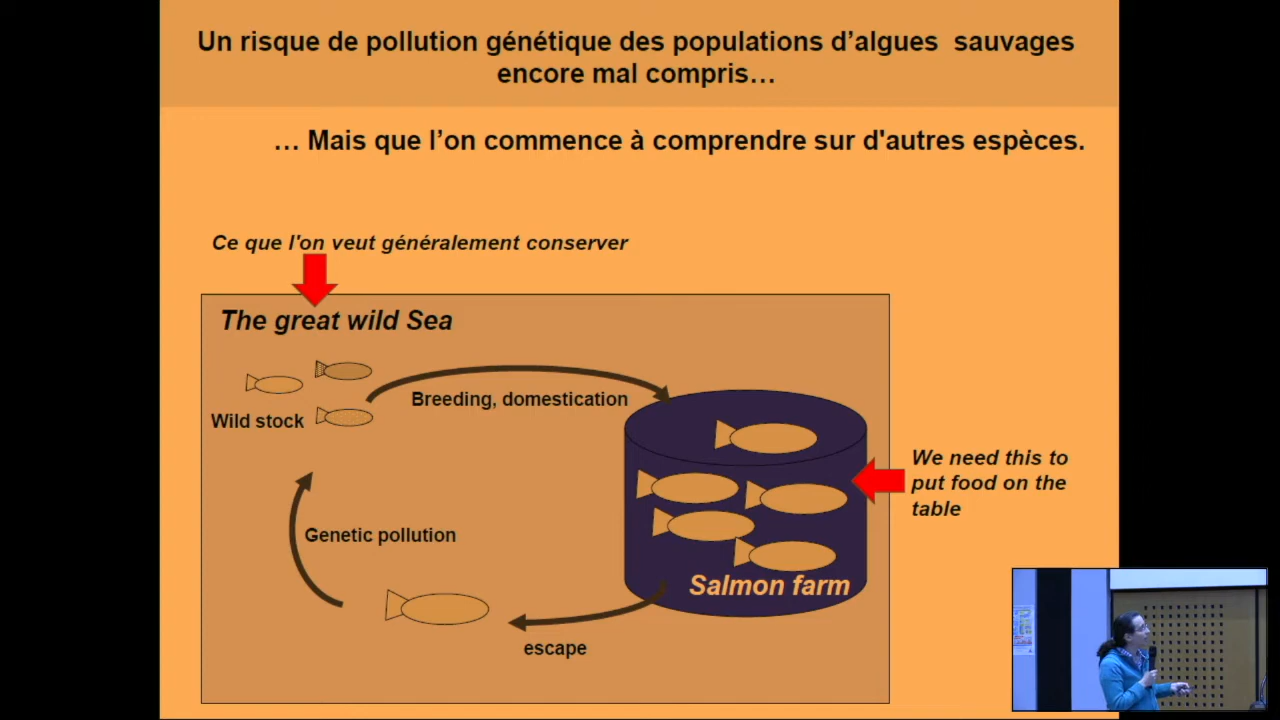 Un risque de pollution génétique des populations d’algues  sauvages
encore mal compris…
… Mais que l’on commence à comprendre sur d'autres espèces.
Ce que l'on veut généralement conserver
The great wild Sea
Breeding, domestication
Wild stock
We need this to
put food on the
table
Genetic pollution
Salmon farm
escape